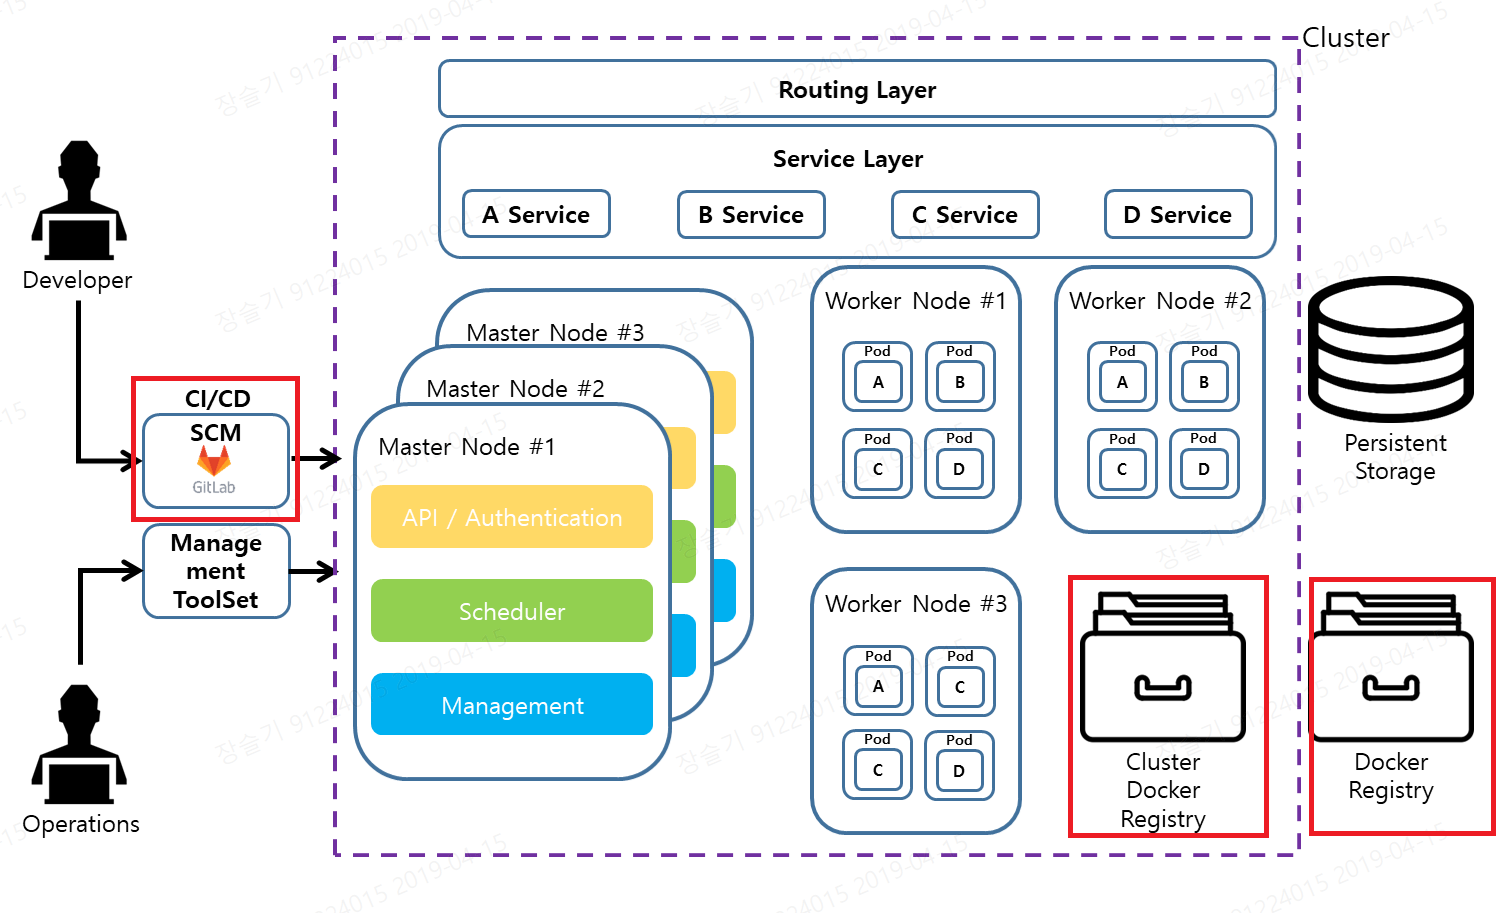 Cluster
Routing Layer
Service Layer
A Service
B Service
C Service
D Service
Developer
CI/CD
SCM
GitLab
Manage
ment
ToolSet
Operations
Master Node #3
Master Node #2
Master Node #1
API / Authentication
Scheduler
Management
Worker Node #1
Pod
A
Pod
B
Pod
C
Pod
D
Worker Node #2
Pod
A
Pod
B
Pod
C
Pod
D
Worker Node #3
Pod
A
Pod
C
Pod
C
Pod
D
Cluster
Docker
Registry
Persistent
Storage
Docker
Registry
장슬기 91224015 2019-04-15